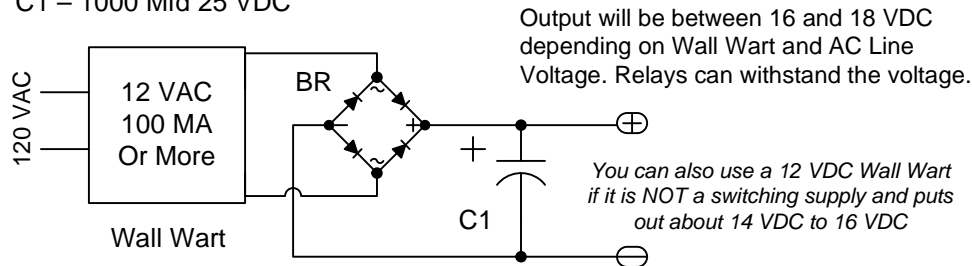 C1 – 1000 Mfd 25 VDC
Output will be between 16 and 18 VDC
depending on Wall Wart and AC Line
Voltage. Relays can withstand the voltage.
120 VAC
12 VAC
100 MA
Or More
Wall Wart
BR
~
–
+
~
+
C1
+
–
You can also use a 12 VDC Wall Wart
if it is NOT a switching supply and puts
out about 14 VDC to 16 VDC